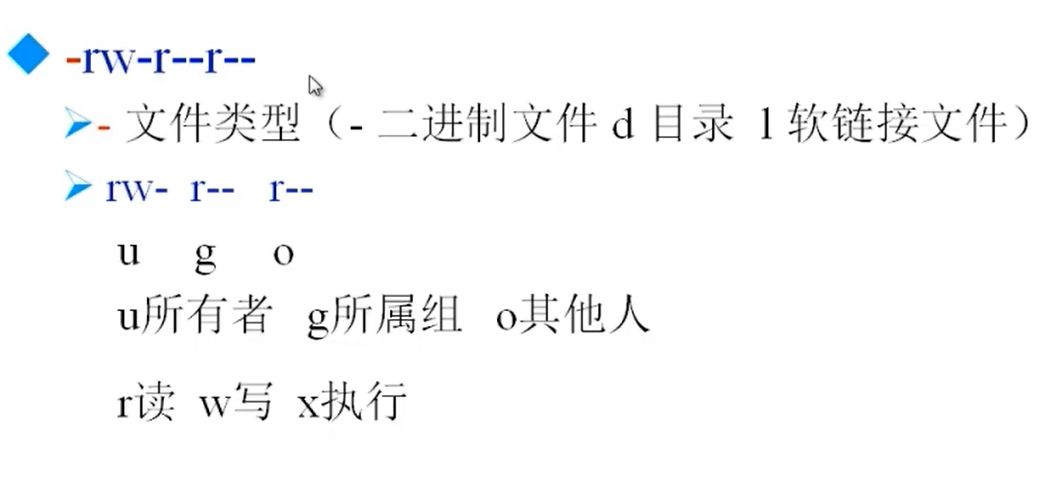 -rw-r--r--
- 文件类型（- 二进制文件 d 目录 l 软链接文件）
rw- r-- r--
u g o
u所有者 g所属组 o其他人
r读 w写 x执行